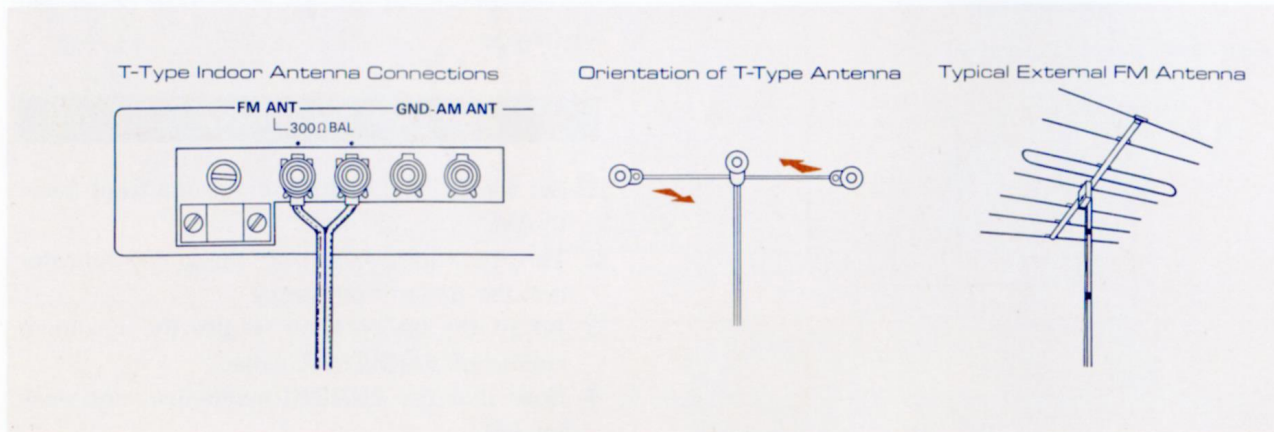 T-Type Indoor Antenna Connections
FM ANT GND-AM ANT
300Ω BAL
Orientation of T-Type Antenna
Typical External FM Antenna